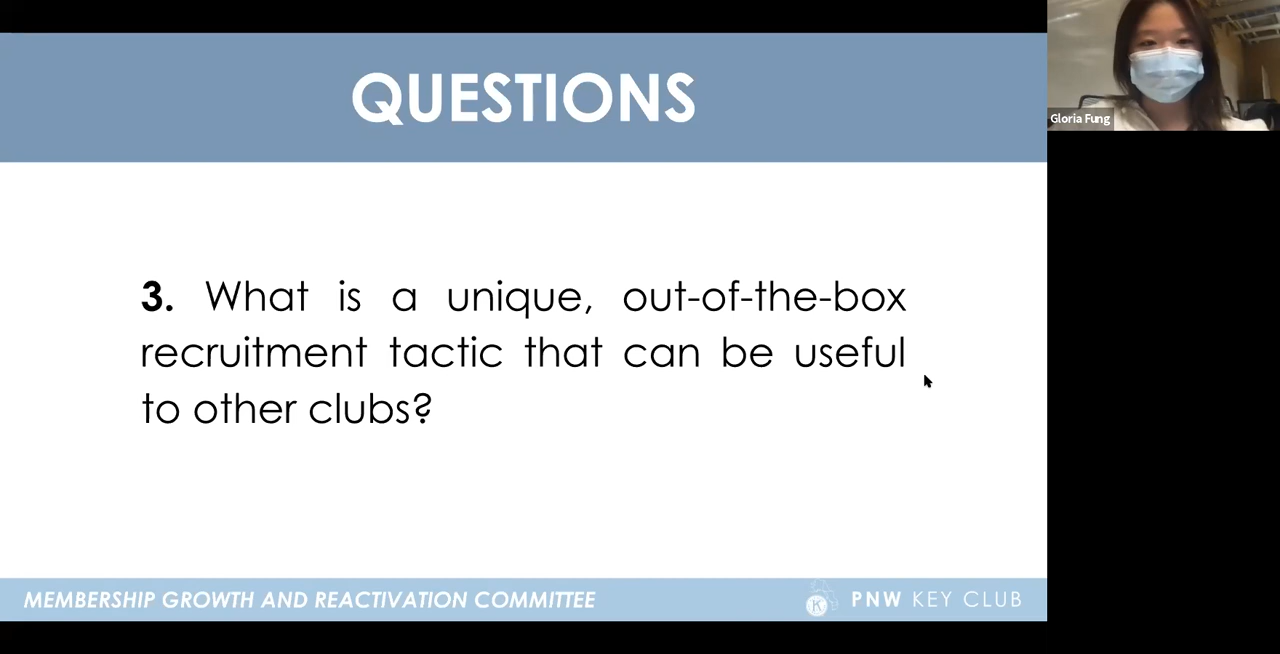 QUESTIONS
Gloria Fung
3. What is a unique, out-of-the-box
recruitment tactic that can be useful
to other clubs?
MEMBERSHIP GROWTH AND REACTIVATION COMMITTEE
K PNW KEY CLUB